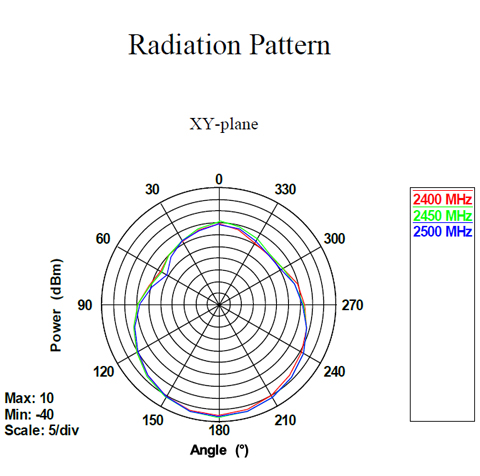 Radiation Pattern
XY-plane
0
30
330
60
300
90
270
120
240
150
210
180
Power (dBm)
Angle (°)
Max: 10
Min: -40
Scale: 5/div
2400 MHz
2450 MHz
2500 MHz